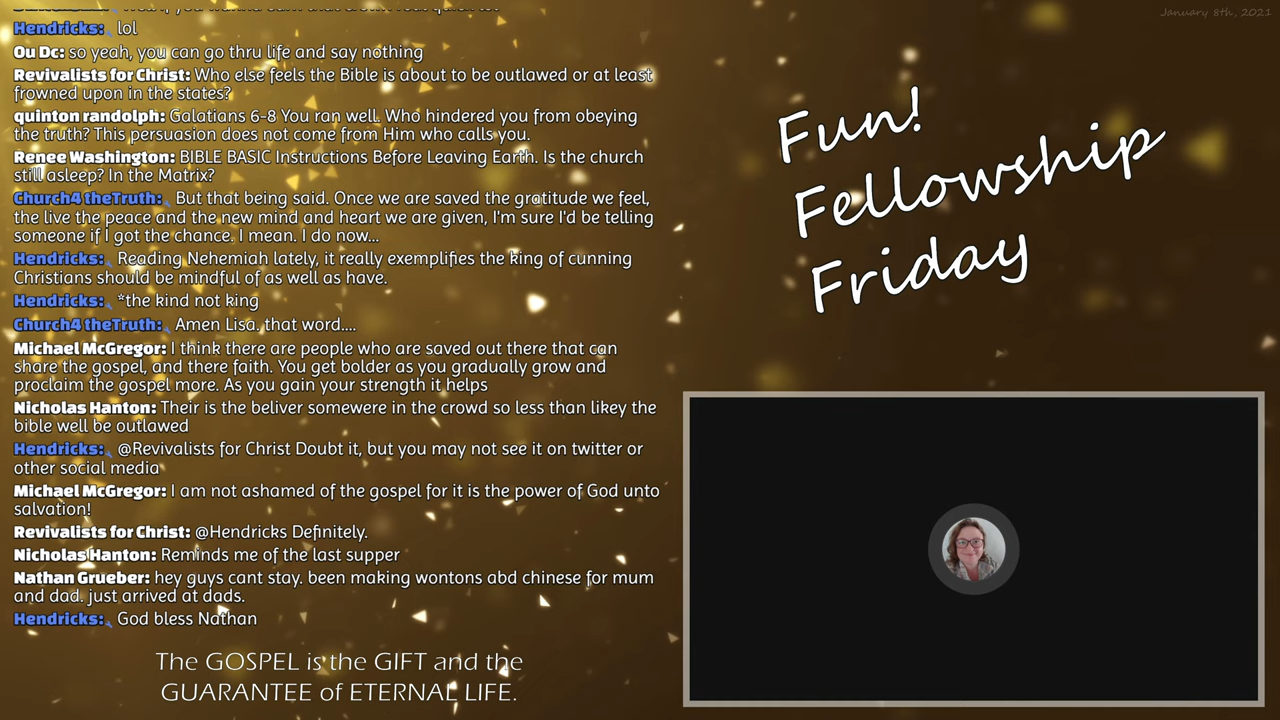 Hendricks: lol
Ou Dc: so yeah, you can go thru life and say nothing
Revivalists for Christ: Who else feels the Bible is about to be outlawed or at least
frowned upon in the states?
quinton randolph: Galatians 6-8 You ran well. Who hindered you from obeying
the truth? This persuasion does not come from Him who calls you.
Renee Washington: BIBLE BASIC Instructions Before Leaving Earth. Is the church
still asleep? In the Matrix?
Church4theTruth: But that being said. Once we are saved the gratitude we feel,
the live the peace and the new mind and heart we are given, I'm sure I'd be telling
someone if I got the chance. I mean. I do now...
Hendricks: Reading Nehemiah lately, it really exemplifies the king of cunning
Christians should be mindful of as well as have.
Hendricks: *the kind not king
Church4theTruth: Amen Lisa. that word....
Michael McGregor: I think there are people who are saved out there that can
share the gospel, and there faith. You get bolder as you gradually grow and
proclaim the gospel more. As you gain your strength it helps
Nicholas Hanton: Their is the beliver somewere in the crowd so less than likey the
bible well be outlawed
Hendricks: @Revivalists for Christ Doubt it, but you may not see it on twitter or
other social media
Michael McGregor: I am not ashamed of the gospel for it is the power of God unto
salvation!
Revivalists for Christ: @Hendricks Definitely.
Nicholas Hanton: Reminds me of the last supper
Nathan Grueber: hey guys cant stay. been making wontons abd chinese for mum
and dad. just arrived at dads.
Hendricks: God bless Nathan
The GOSPEL is the GIFT and the
GUARANTEE of ETERNAL LIFE.
January 8th, 2021
Fun!
Fellowship
Friday